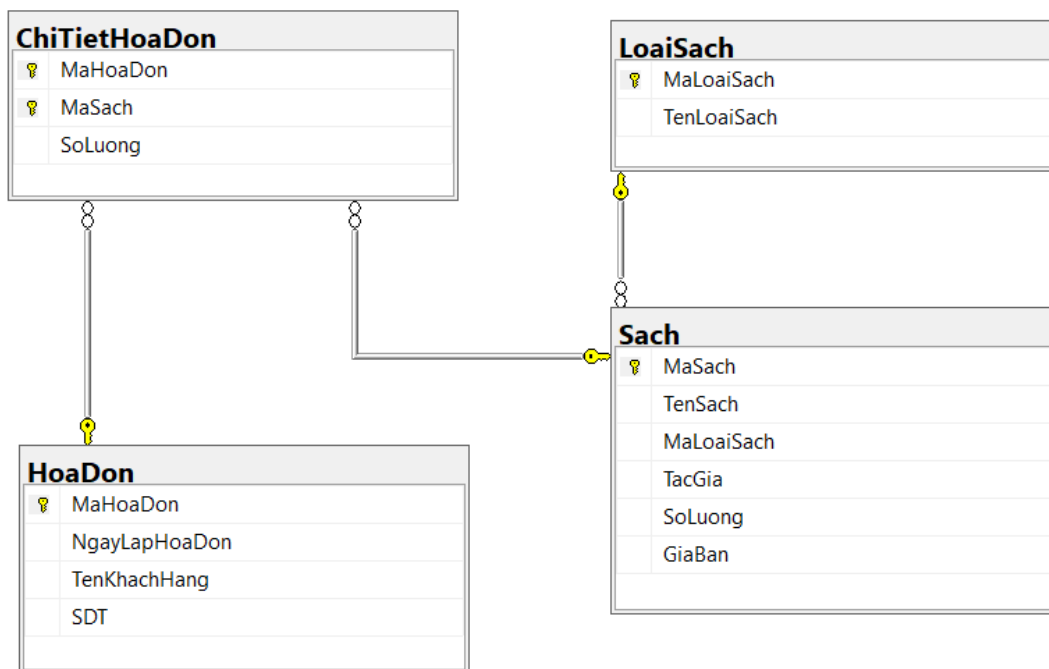 ChiTietHoaDon
MaHoaDon
MaSach
SoLuong
LoaiSach
MaLoaiSach
TenLoaiSach
Sach
MaSach
TenSach
MaLoaiSach
TacGia
SoLuong
GiaBan
HoaDon
MaHoaDon
NgayLapHoaDon
TenKhachHang
SDT